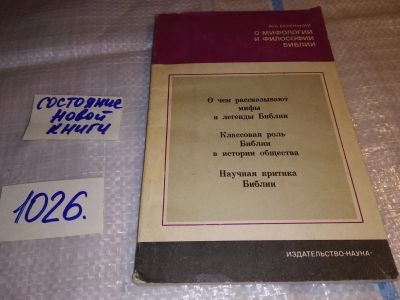 М.С. БЕЛЕНЬКИЙ
О МИФОЛОГИИ
И ФИЛОСОФИИ
БИБЛИИ
О чем рассказывают
мифы
и легенды Библии
Классовая роль
Библии
в истории общества
Научная критика
Библии
ИЗДАТЕЛЬСТВО·НАУКА·
СОСТОЯНИЕ
НОВОЙ
КНИГИ
1026.